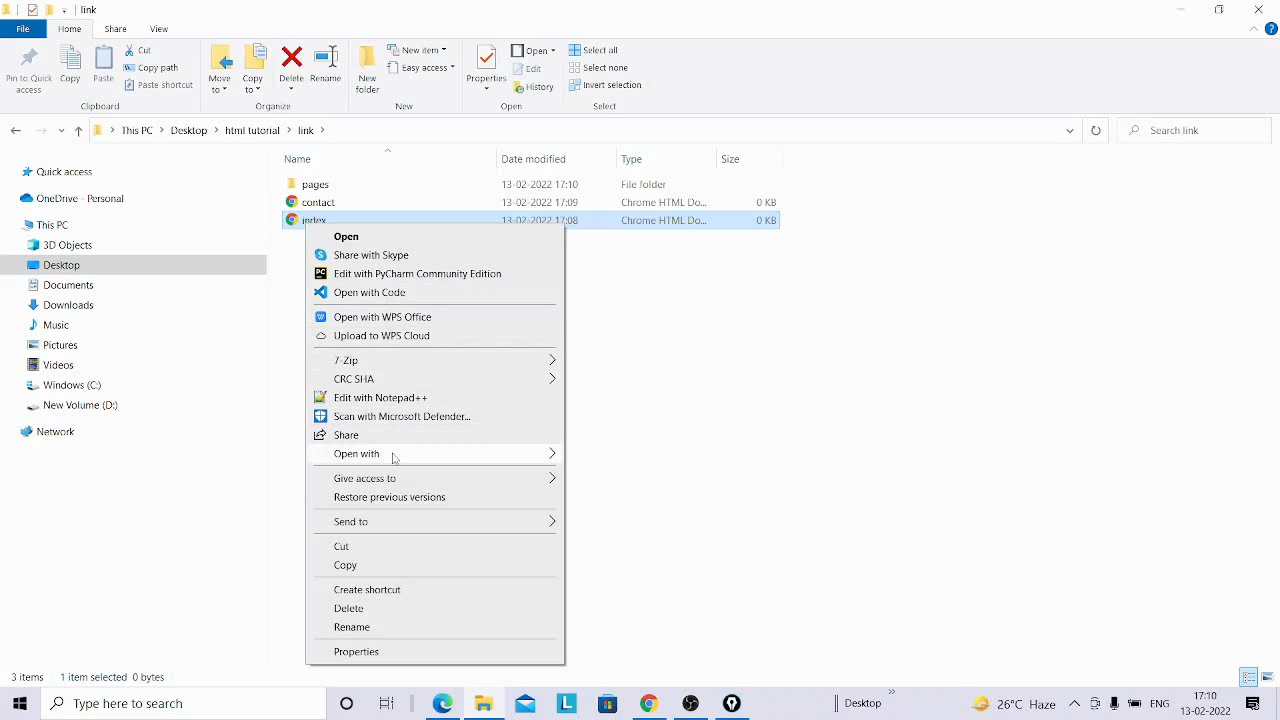 link
File Home Share View
Pin to Quick access
Copy
Paste
Cut
Copy path
Paste shortcut
Clipboard
Move to
Copy to
Delete
Rename
Organize
New folder
New item
Easy access
New
Properties
Open
Edit
History
Open
Select all
Select none
Invert selection
Select
This PC Desktop html tutorial link
Search link
Name Date modified Type Size
pages 13-02-2022 17:10 File folder
contact 13-02-2022 17:09 Chrome HTML Do... 0 KB
index 13-02-2022 17:08 Chrome HTML Do... 0 KB
Quick access
OneDrive - Personal
This PC
3D Objects
Desktop
Documents
Downloads
Music
Pictures
Videos
Windows (C:)
New Volume (D:)
Network
Open
Share with Skype
Edit with PyCharm Community Edition
Open with Code
Open with WPS Office
Upload to WPS Cloud
7-Zip
CRC SHA
Edit with Notepad++
Scan with Microsoft Defender...
Share
Open with
Give access to
Restore previous versions
Send to
Cut
Copy
Create shortcut
Delete
Rename
Properties
3 items 1 item selected 0 bytes
Type here to search
Desktop
26°C Haze
ENG
17:10
13-02-2022